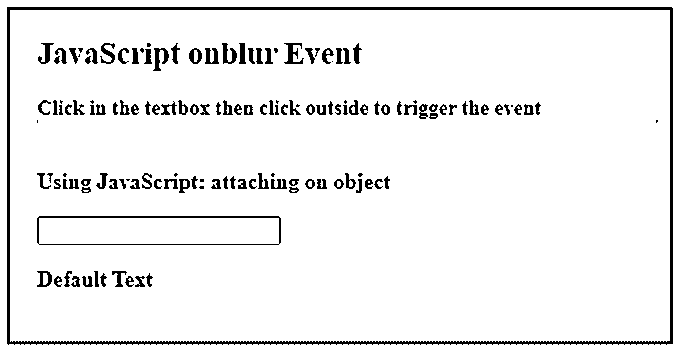 JavaScript onblur Event
Click in the textbox then click outside to trigger the event
Using JavaScript: attaching on object
Default Text